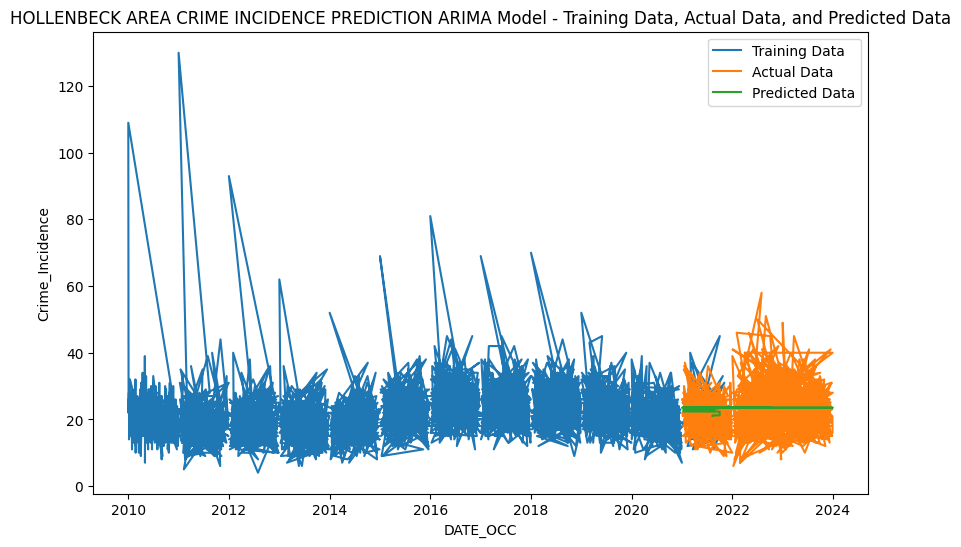 HOLLENBECK AREA CRIME INCIDENCE PREDICTION ARIMA Model - Training Data, Actual Data, and Predicted Data
Training Data
Actual Data
Predicted Data
120
100
80
60
40
20
0
Crime_Incidence
2010 2012 2014 2016 2018 2020 2022 2024
DATE_OCC